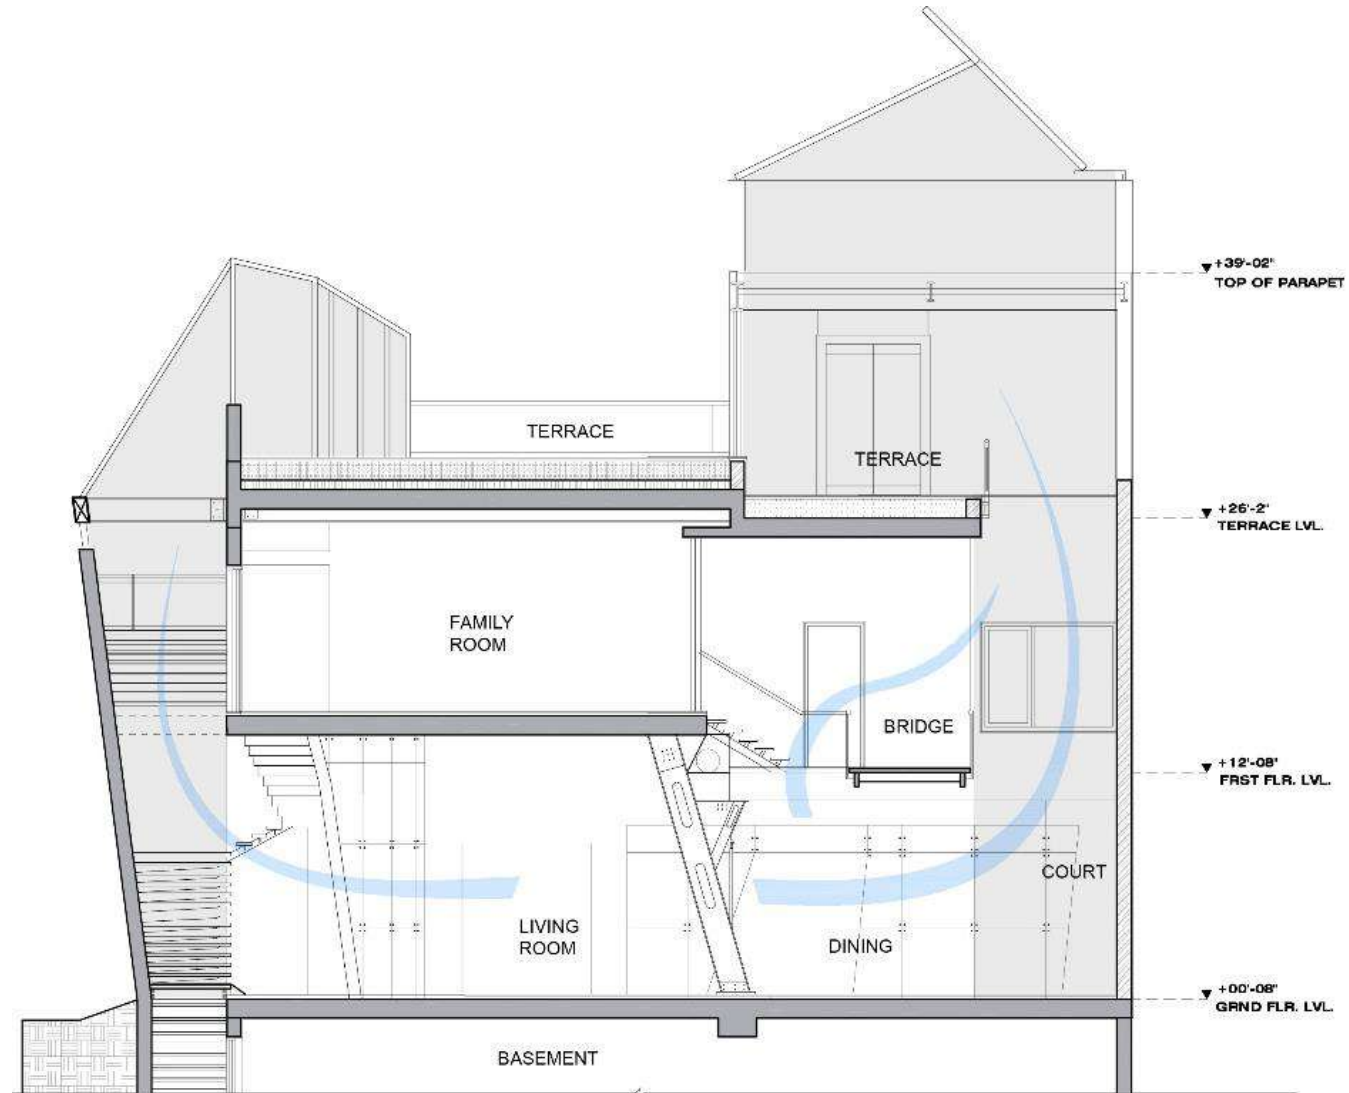 +39'-02"
TOP OF PARAPET
TERRACE
TERRACE
+26'-2"
TERRACE LVL.
FAMILY
ROOM
BRIDGE
+12'-08"
FRST FLR. LVL.
COURT
LIVING
ROOM
DINING
+00'-08"
GRND FLR. LVL.
BASEMENT